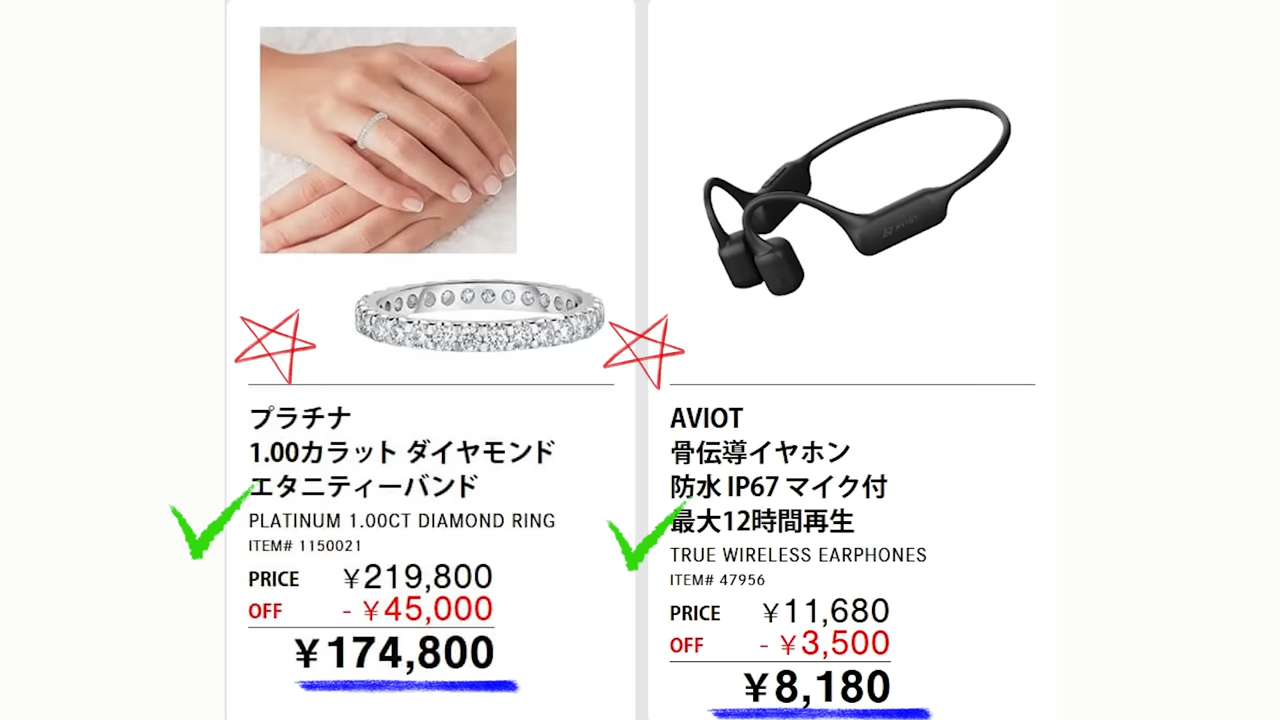 プラチナ
1.00カラット ダイヤモンド
エタニティーバンド
PLATINUM 1.00CT DIAMOND RING
ITEM# 1150021
PRICE ¥219,800
OFF - ¥45,000
¥174,800
AVIOT
AVIOT
骨伝導イヤホン
防水 IP67 マイク付
最大12時間再生
TRUE WIRELESS EARPHONES
ITEM# 47956
PRICE ¥11,680
OFF - ¥3,500
¥8,180